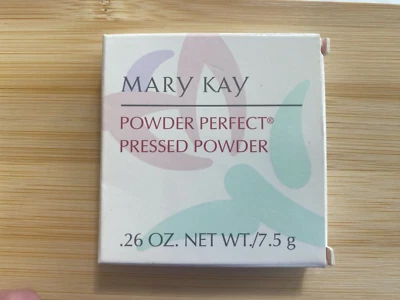 MARY KAY
POWDER PERFECT®
PRESSED POWDER
.26 OZ. NET WT./7.5 g